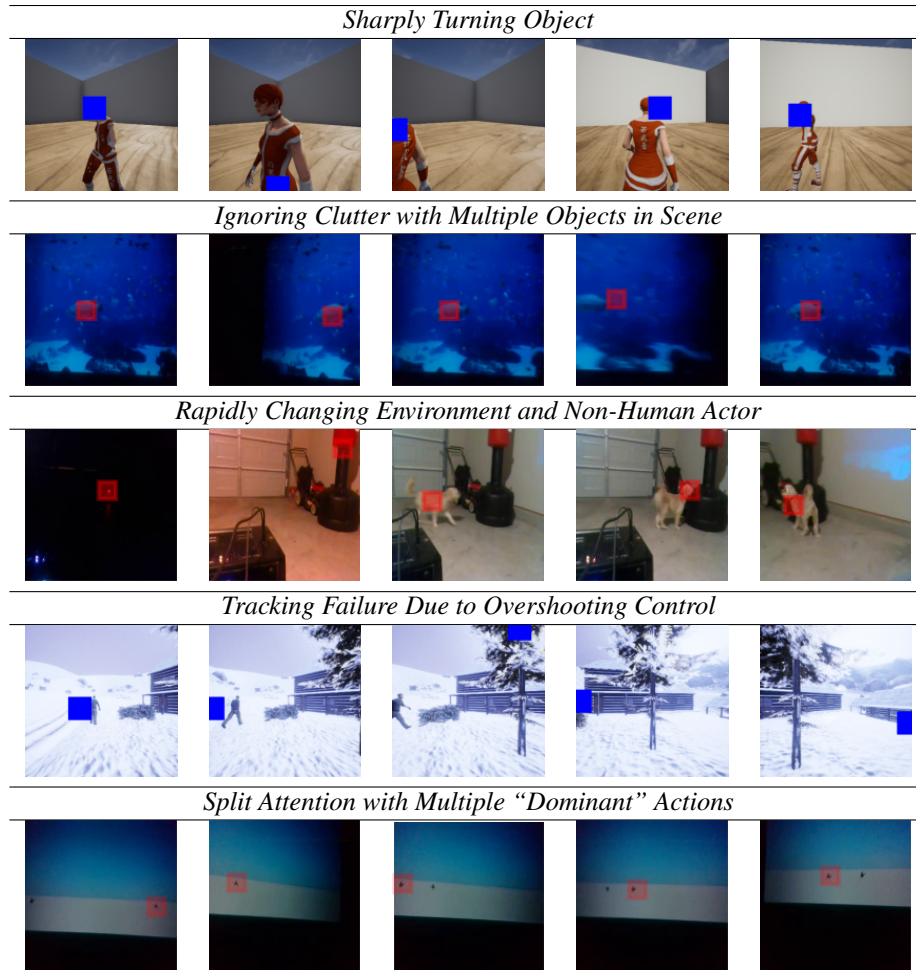 Sharply Turning Object
Ignoring Clutter with Multiple Objects in Scene
Rapidly Changing Environment and Non-Human Actor
Tracking Failure Due to Overshooting Control
Split Attention with Multiple “Dominant” Actions